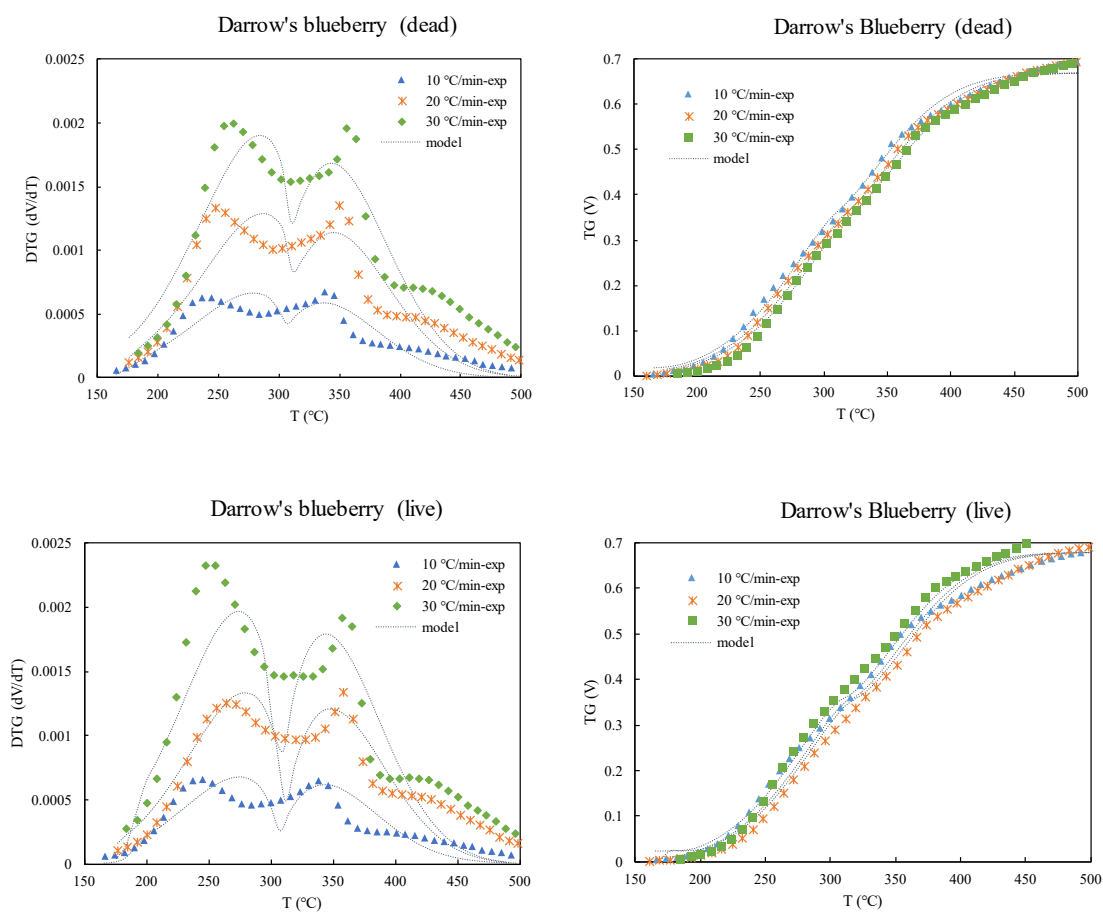 Darrow's blueberry (dead)
DTG (dV/dT)
0.0025
0.002
0.0015
0.001
0.0005
0
10 °C/min-exp
20 °C/min-exp
30 °C/min-exp
model
150 200 250 300 350 400 450 500
T (°C)
Darrow's Blueberry (dead)
TG (V)
0.7
0.6
0.5
0.4
0.3
0.2
0.1
0
10 °C/min-exp
20 °C/min-exp
30 °C/min-exp
model
150 200 250 300 350 400 450 500
T (°C)
Darrow's blueberry (live)
DTG (dV/dT)
0.0025
0.002
0.0015
0.001
0.0005
0
10 °C/min-exp
20 °C/min-exp
30 °C/min-exp
model
150 200 250 300 350 400 450 500
T (°C)
Darrow's Blueberry (live)
TG (V)
0.7
0.6
0.5
0.4
0.3
0.2
0.1
0
10 °C/min-exp
20 °C/min-exp
30 °C/min-exp
model
150 200 250 300 350 400 450 500
T (°C)